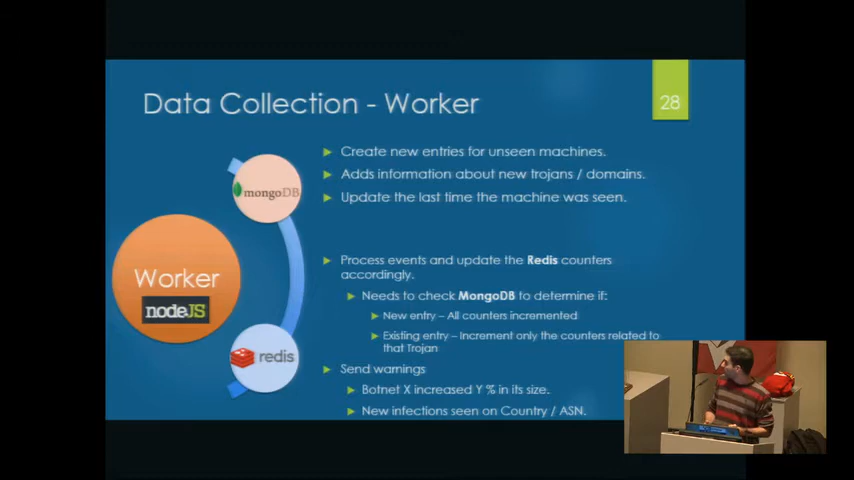 Data Collection - Worker
28
Create new entries for unseen machines.
Adds information about new trojans / domains.
Update the last time the machine was seen.
mongoDB
Worker
nodeJS
redis
Process events and update the Redis counters
accordingly.
Needs to check MongoDB to determine if:
New entry – All counters incremented
Existing entry – Increment only the counters related to
that Trojan
Send warnings
Botnet X increased Y % in its size.
New infections seen on Country / ASN.